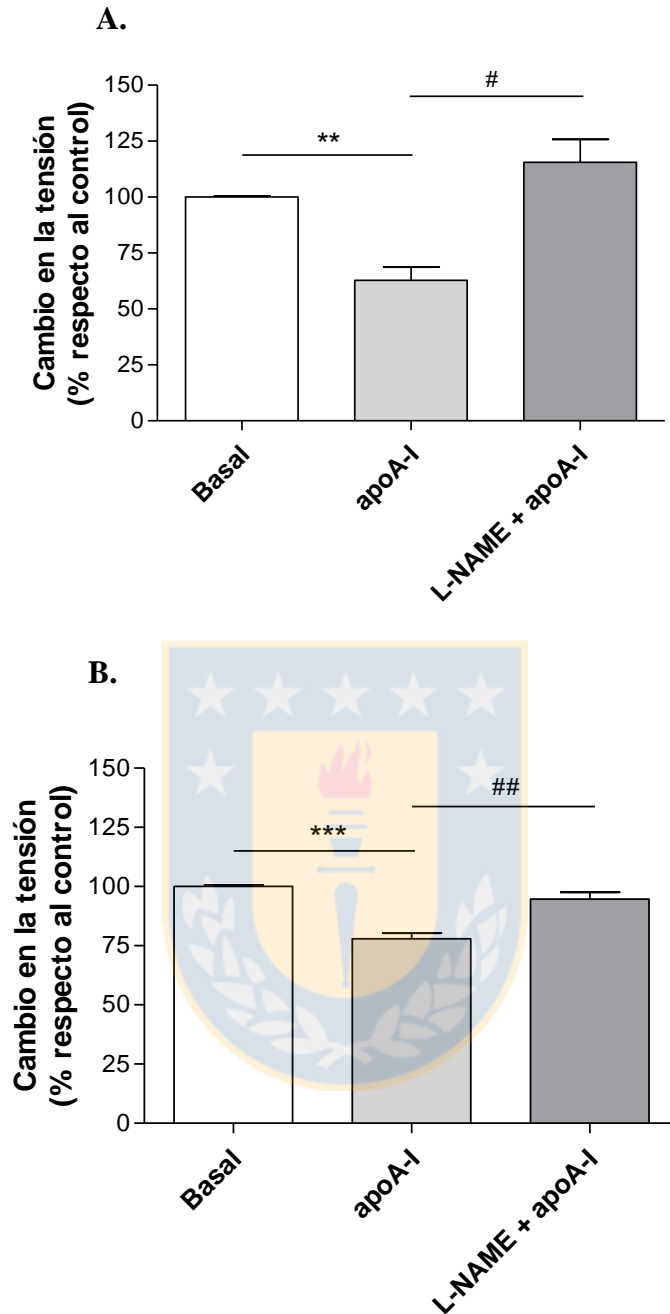 A.
Cambio en la tensión
(% respecto al control)
150
125
100
75
50
25
0
**
#
Basal
apoA-I
L-NAME + apoA-I
B.
Cambio en la tensión
(% respecto al control)
150
125
100
75
50
25
0
***
##
Basal
apoA-I
L-NAME + apoA-I